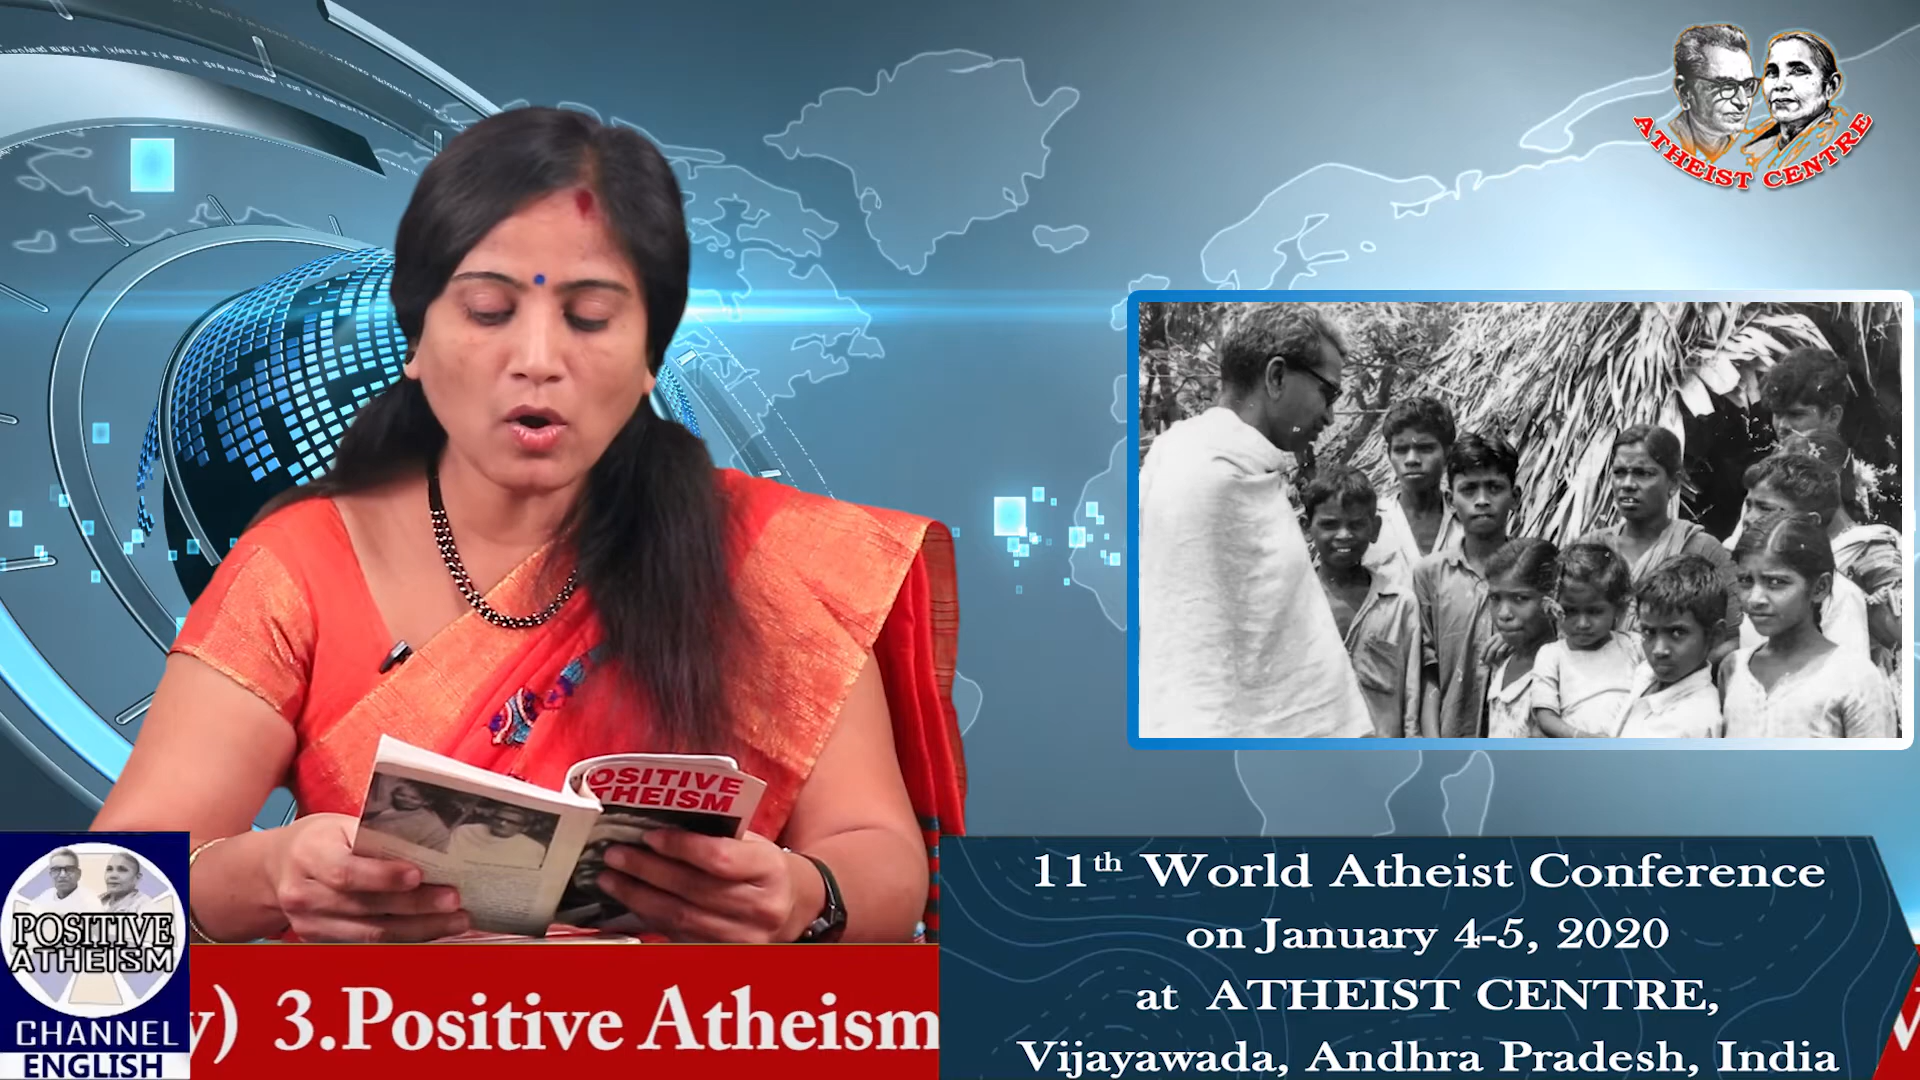 ATHEIST CENTRE
POSITIVE
ATHEISM
11th World Atheist Conference
on January 4-5, 2020
at ATHEIST CENTRE,
Vijayawada, Andhra Pradesh, India
POSITIVE
ATHEISM
CHANNEL
ENGLISH
y) 3.Positive Atheism